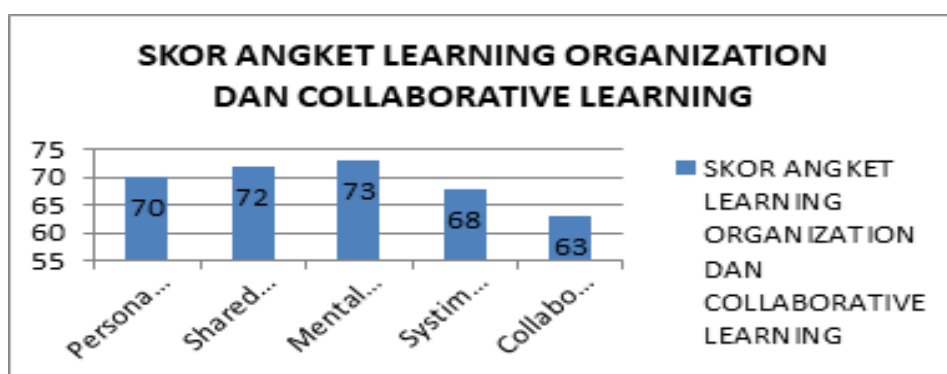 SKOR ANGKET LEARNING ORGANIZATION
DAN COLLABORATIVE LEARNING
75
70
65
60
55
70
72
73
68
63
Persona...
Shared...
Mental...
Systim...
Collabo...
SKOR ANGKET
LEARNING
ORGANIZATION
DAN
COLLABORATIVE
LEARNING